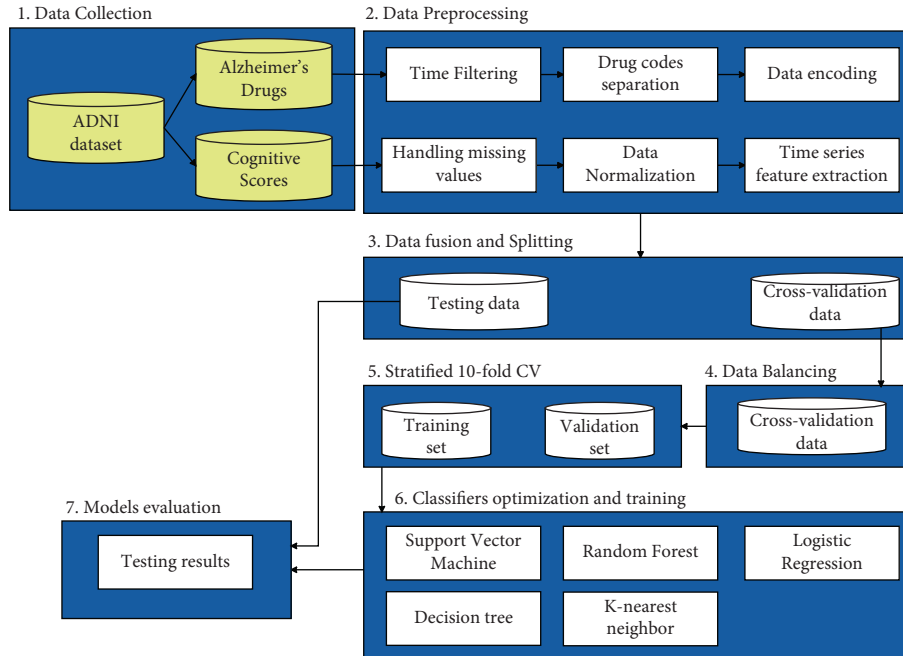 1. Data Collection
ADNI
dataset
Alzheimer's
Drugs
Cognitive
Scores
2. Data Preprocessing
Time Filtering
Drug codes
separation
Data encoding
Handling missing
values
Data
Normalization
Time series
feature extraction
3. Data fusion and Splitting
Testing data
Cross-validation
data
4. Data Balancing
Cross-validation
data
5. Stratified 10-fold CV
Training
set
Validation
set
6. Classifiers optimization and training
Support Vector
Machine
Random Forest
Logistic
Regression
Decision tree
K-nearest
neighbor
7. Models evaluation
Testing results